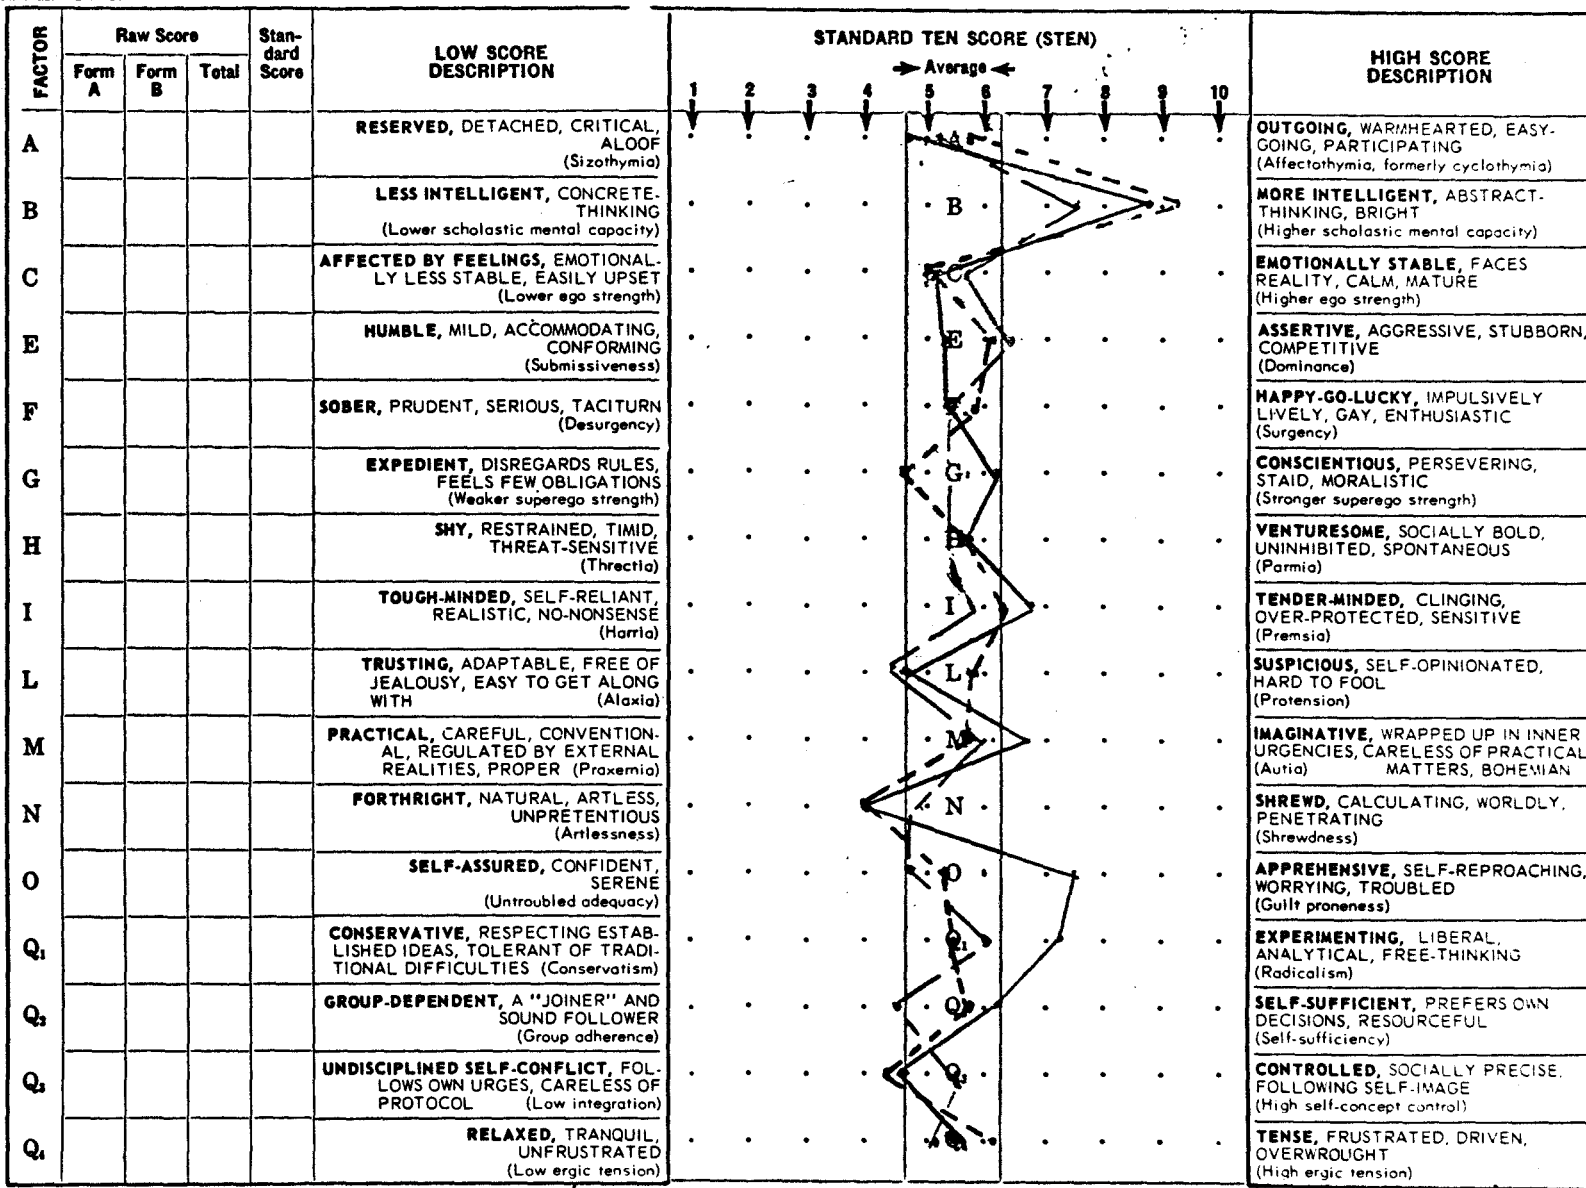 FACTOR
Raw Score
Form A
Form B
Total
Stan-
dard
Score
LOW SCORE
DESCRIPTION
STANDARD TEN SCORE (STEN)
Average
1 2 3 4 5 6 7 8 9 10
HIGH SCORE
DESCRIPTION
A
RESERVED, DETACHED, CRITICAL,
ALOOF
(Sizothymia)
A
OUTGOING, WARMHEARTED, EASY-
GOING, PARTICIPATING
(Affectothymia, formerly cyclothymia)
B
LESS INTELLIGENT, CONCRETE-
THINKING
(Lower scholastic mental capacity)
B
MORE INTELLIGENT, ABSTRACT-
THINKING, BRIGHT
(Higher scholastic mental capacity)
C
AFFECTED BY FEELINGS, EMOTIONAL-
LY LESS STABLE, EASILY UPSET
(Lower ego strength)
C
EMOTIONALLY STABLE, FACES
REALITY, CALM, MATURE
(Higher ego strength)
E
HUMBLE, MILD, ACCOMMODATING,
CONFORMING
(Submissiveness)
E
ASSERTIVE, AGGRESSIVE, STUBBORN,
COMPETITIVE
(Dominance)
F
SOBER, PRUDENT, SERIOUS, TACITURN
(Desurgency)
F
HAPPY-GO-LUCKY, IMPULSIVELY
LIVELY, GAY, ENTHUSIASTIC
(Surgency)
G
EXPEDIENT, DISREGARDS RULES,
FEELS FEW OBLIGATIONS
(Weaker superego strength)
G
CONSCIENTIOUS, PERSEVERING,
STAID, MORALISTIC
(Stronger superego strength)
H
SHY, RESTRAINED, TIMID,
THREAT-SENSITIVE
(Threctia)
H
VENTURESOME, SOCIALLY BOLD,
UNINHIBITED, SPONTANEOUS
(Parmia)
I
TOUGH-MINDED, SELF-RELIANT,
REALISTIC, NO-NONSENSE
(Harria)
I
TENDER-MINDED, CLINGING,
OVER-PROTECTED, SENSITIVE
(Premsia)
L
TRUSTING, ADAPTABLE, FREE OF
JEALOUSY, EASY TO GET ALONG
WITH (Alaxia)
L
SUSPICIOUS, SELF-OPINIONATED,
HARD TO FOOL
(Protension)
M
PRACTICAL, CAREFUL, CONVENTION-
AL, REGULATED BY EXTERNAL
REALITIES, PROPER (Praxernia)
M
IMAGINATIVE, WRAPPED UP IN INNER
URGENCIES, CARELESS OF PRACTICAL
(Autia) MATTERS, BOHEMIAN
N
FORTHRIGHT, NATURAL, ARTLESS,
UNPRETENTIOUS
(Artlessness)
N
SHREWD, CALCULATING, WORLDLY,
PENETRATING
(Shrewdness)
O
SELF-ASSURED, CONFIDENT,
SERENE
(Untroubled adequacy)
O
APPREHENSIVE, SELF-REPROACHING,
WORRYING, TROUBLED
(Guilt proneness)
Q₁
CONSERVATIVE, RESPECTING ESTAB-
LISHED IDEAS, TOLERANT OF TRADI-
TIONAL DIFFICULTIES (Conservatism)
Q₁
EXPERIMENTING, LIBERAL,
ANALYTICAL, FREE-THINKING
(Radicalism)
Q₂
GROUP-DEPENDENT, A "JOINER" AND
SOUND FOLLOWER
(Group adherence)
Q
SELF-SUFFICIENT, PREFERS OWN
DECISIONS, RESOURCEFUL
(Self-sufficiency)
Q₃
UNDISCIPLINED SELF-CONFLICT, FOL-
LOWS OWN URGES, CARELESS OF
PROTOCOL (Low integration)
Q₃
CONTROLLED, SOCIALLY PRECISE,
FOLLOWING SELF-IMAGE
(High self-concept control)
Q₄
RELAXED, TRANQUIL,
UNFRUSTRATED
(Low ergic tension)
TENSE, FRUSTRATED, DRIVEN,
OVERWROUGHT
(High ergic tension)